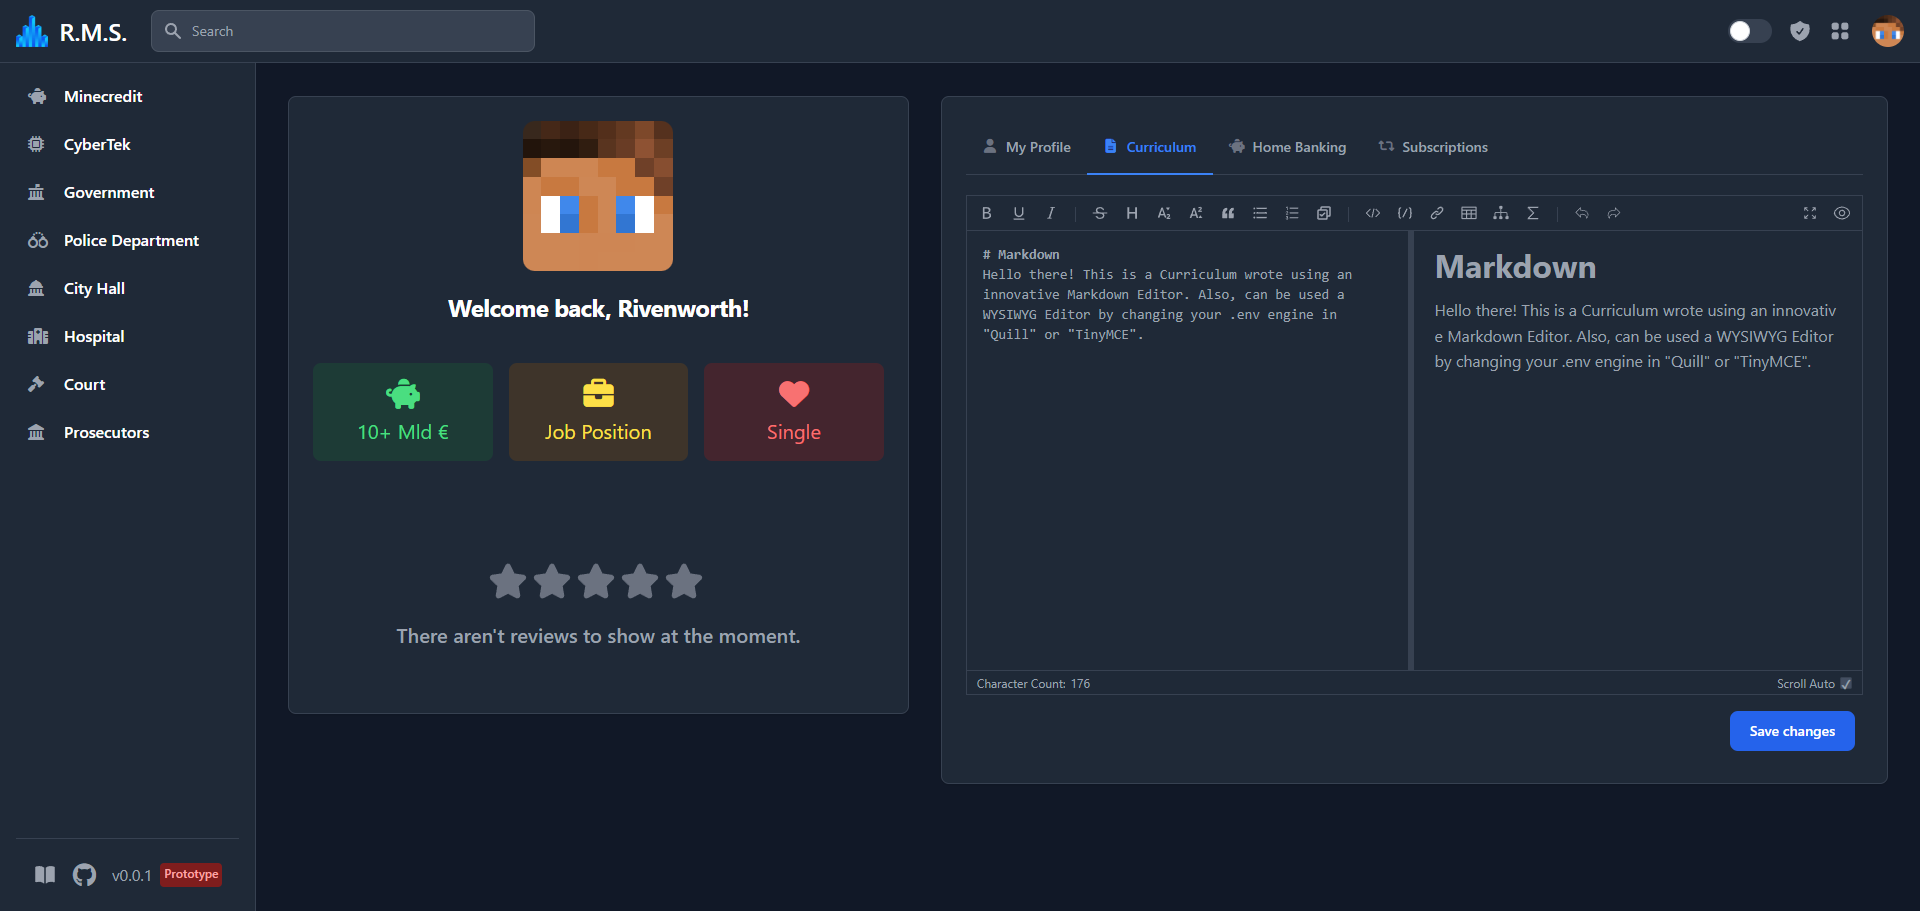 R.M.S.
Search
Minecredit
CyberTek
Government
Police Department
City Hall
Hospital
Court
Prosecutors
v0.0.1 Prototype
Welcome back, Rivenworth!
10+ Mld €
Job Position
Single
There aren't reviews to show at the moment.
My Profile
Curriculum
Home Banking
Subscriptions
# Markdown
Hello there! This is a Curriculum wrote using an
innovative Markdown Editor. Also, can be used a
WYSIWYG Editor by changing your .env engine in
"Quill" or "TinyMCE".
Markdown
Hello there! This is a Curriculum wrote using an innovativ
e Markdown Editor. Also, can be used a WYSIWYG Editor
by changing your .env engine in "Quill" or "TinyMCE".
Character Count: 176
Scroll Auto
Save changes